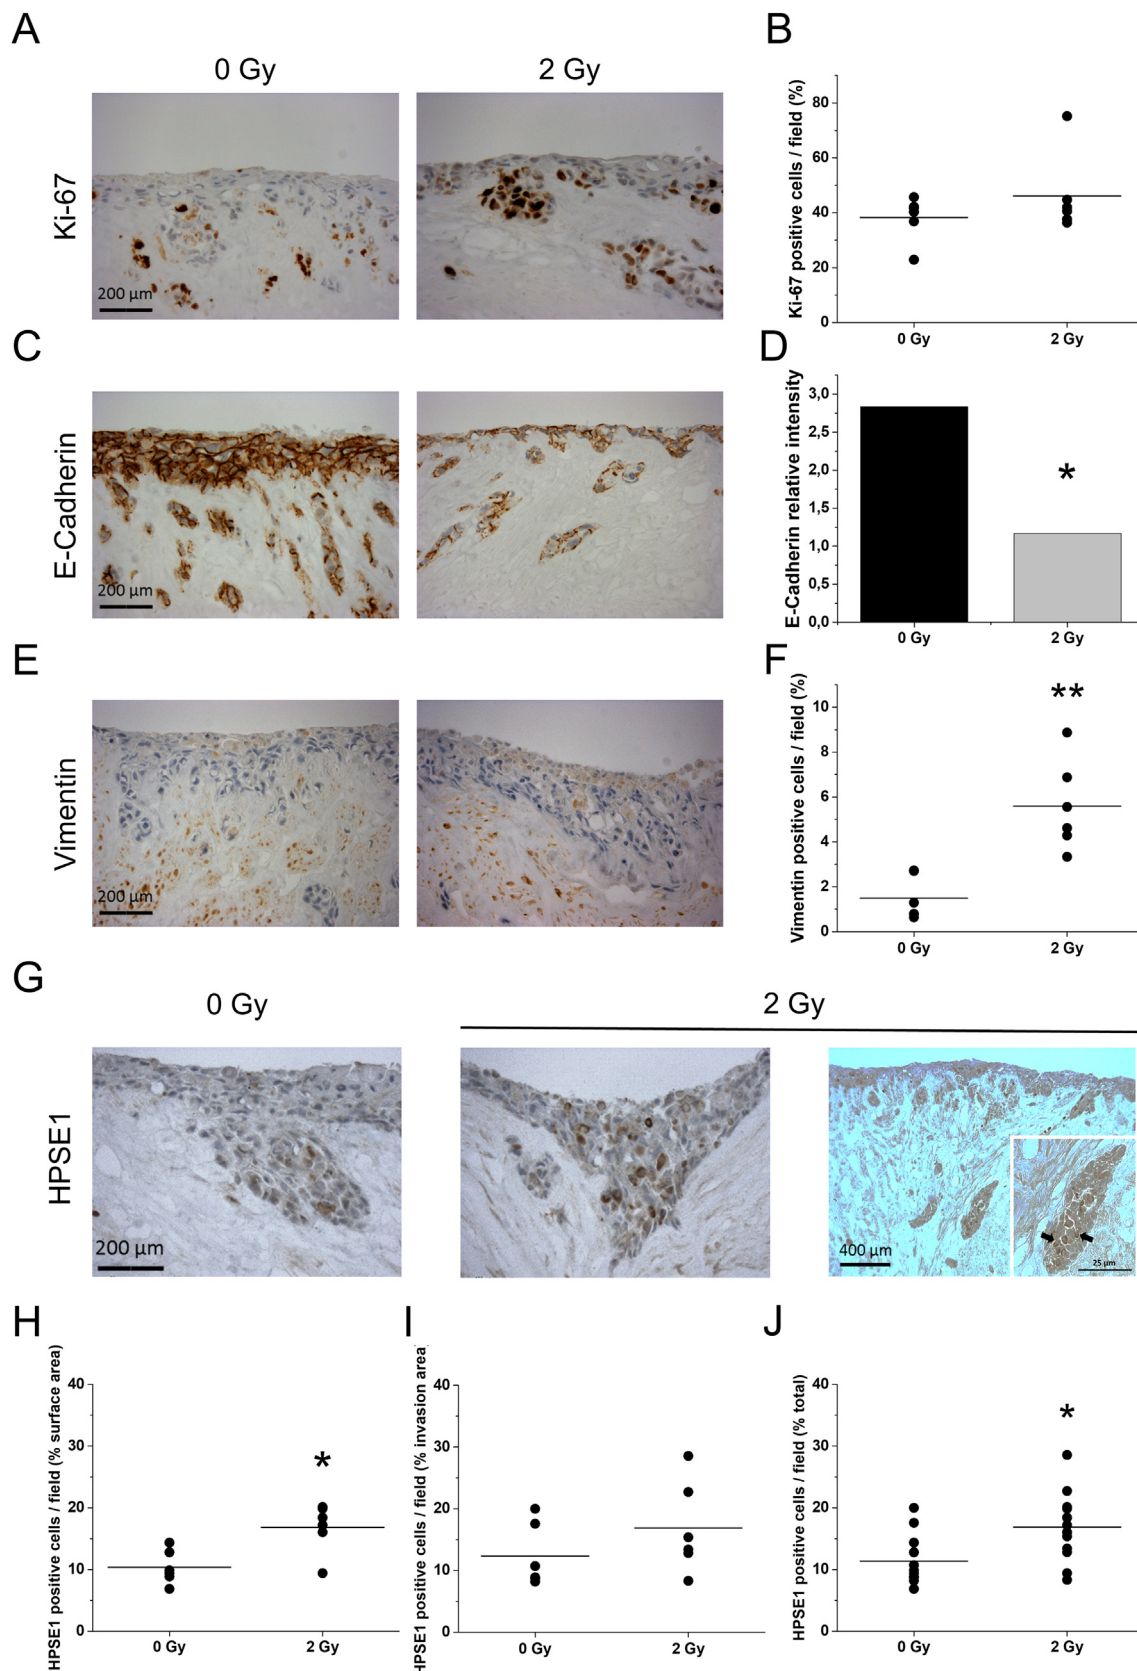 A
B
0 Gy
2 Gy
Ki-67
200 µm
Ki-67 positive cells / field (%)
80
60
40
20
0
0 Gy
2 Gy
C
D
E-Cadherin
200 µm
E-Cadherin relative intensity
3,0
2,5
2,0
1,5
1,0
0,5
0,0
*
0 Gy
2 Gy
E
F
Vimentin
200 µm
Vimentin positive cells / field (%)
10
8
6
4
2
0
**
0 Gy
2 Gy
G
0 Gy
2 Gy
HPSE1
200 µm
400 µm
25 µm
H
I
J
HPSE1 positive cells / field (% surface area)
40
30
20
10
0
*
0 Gy
2 Gy
HPSE1 positive cells / field (% invasion area)
40
30
20
10
0
0 Gy
2 Gy
HPSE1 positive cells / field (% total)
40
30
20
10
0
*
0 Gy
2 Gy